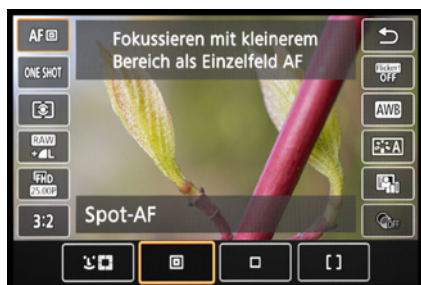 AF
Fokussieren mit kleinerem
Bereich als Einzelfeld AF
ONE SHOT
Flicker!
OFF
AWB
RAW
+L
A
FHD
25.00P
3:2
Spot-AF
OFF